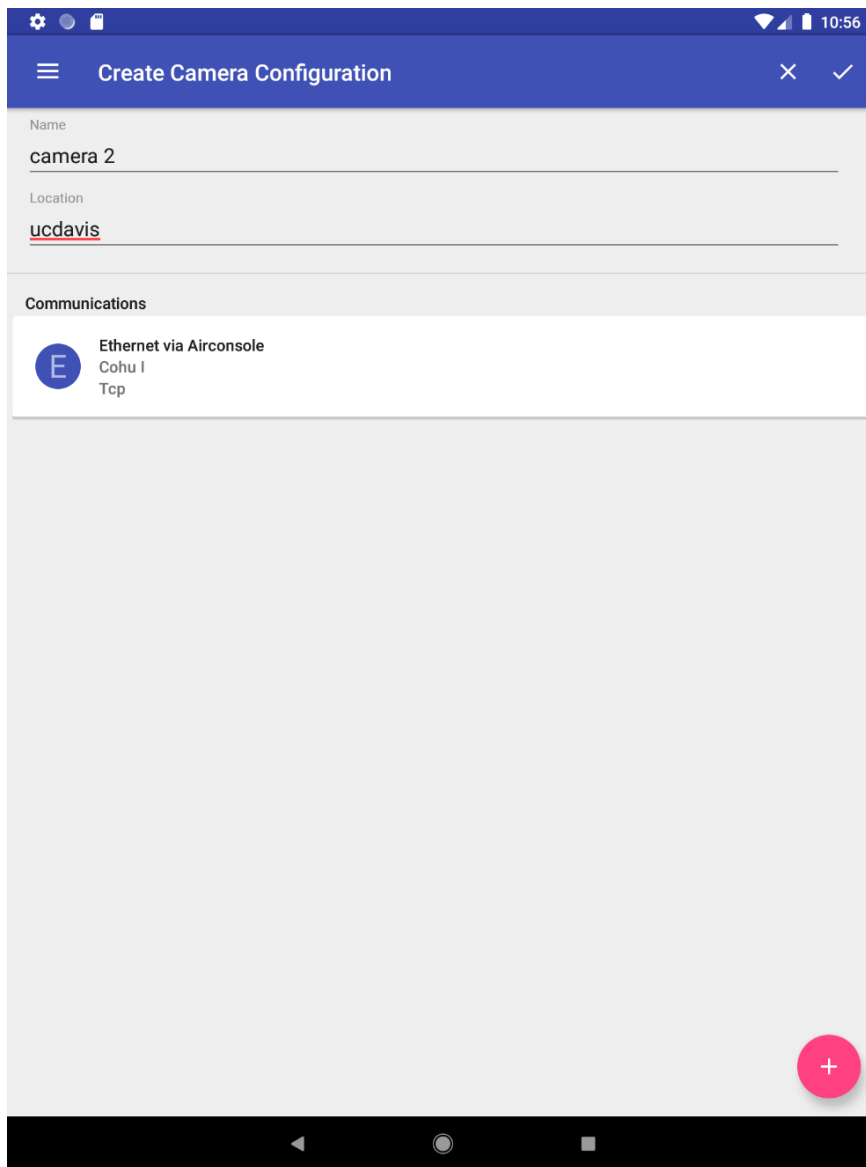 10:56
Create Camera Configuration
Name
camera 2
Location
ucdavis
Communications
E
Ethernet via Airconsole
Cohu I
Tcp